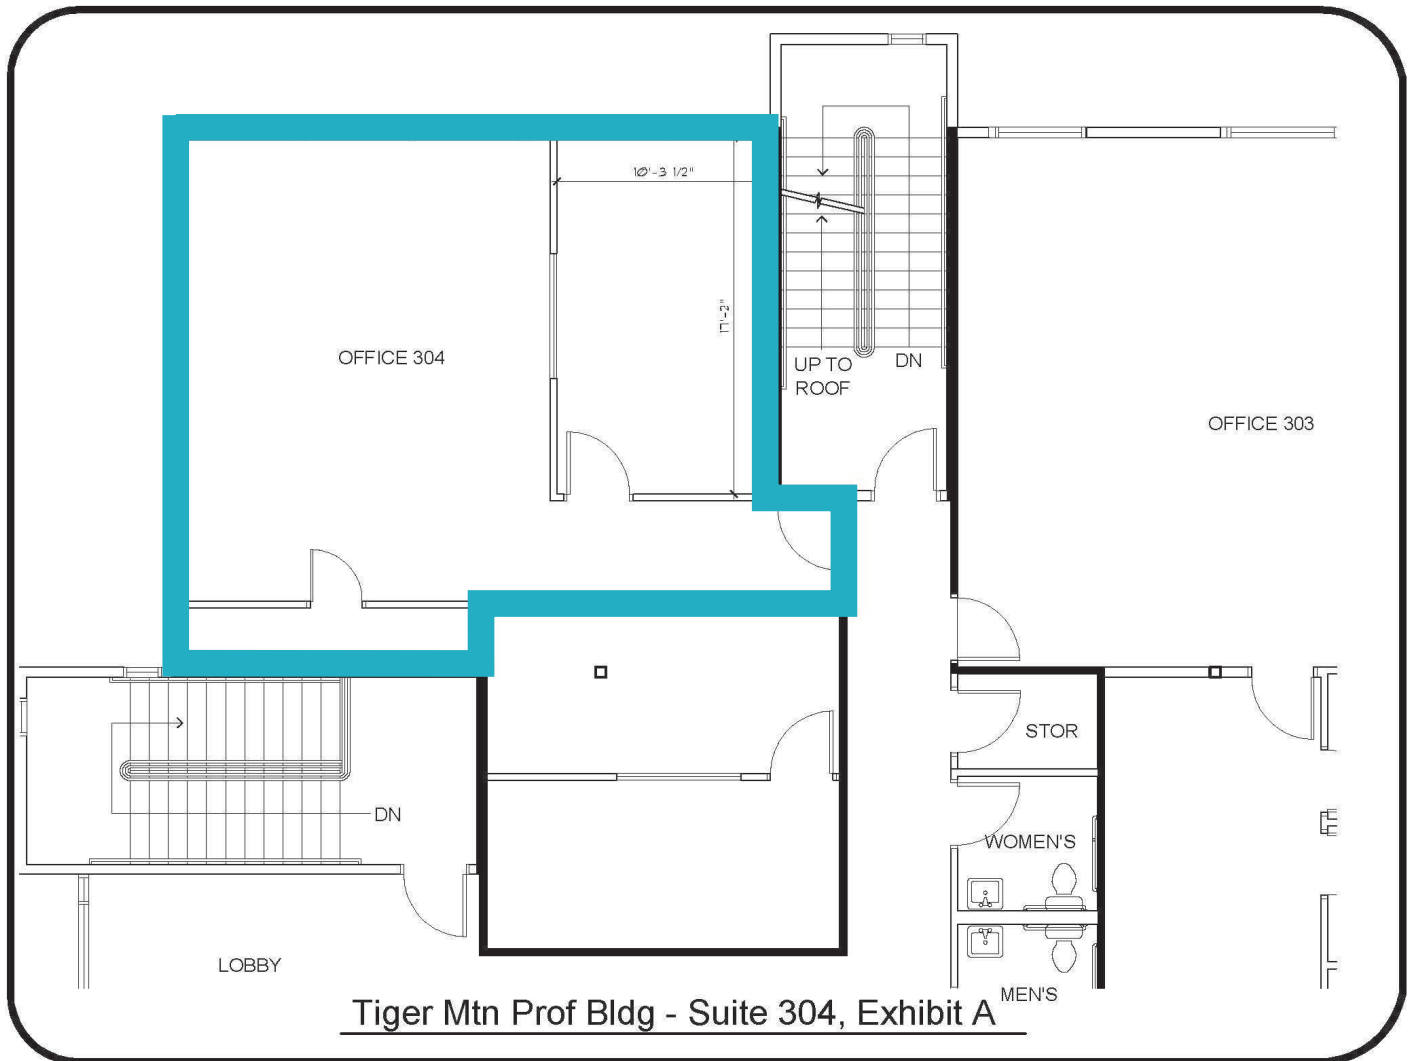 10'-3 1/2"
17'-2"
OFFICE 304
UP TO
ROOF
DN
OFFICE 303
STOR
DN
WOMEN'S
LOBBY
MEN'S
Tiger Mtn Prof Bldg - Suite 304, Exhibit A